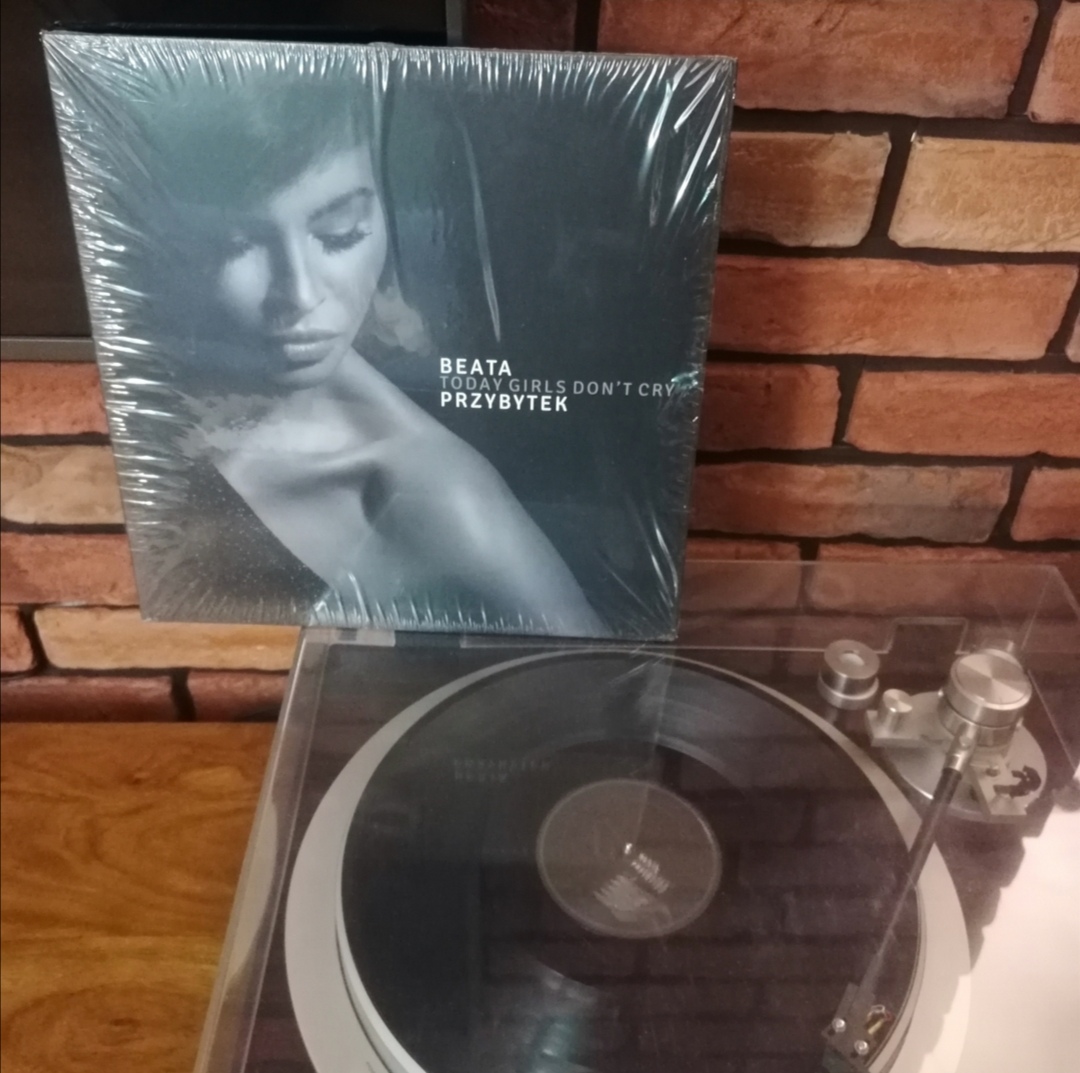 BEATA
TODAY GIRLS DON'T CRY
PRZYBYTEK